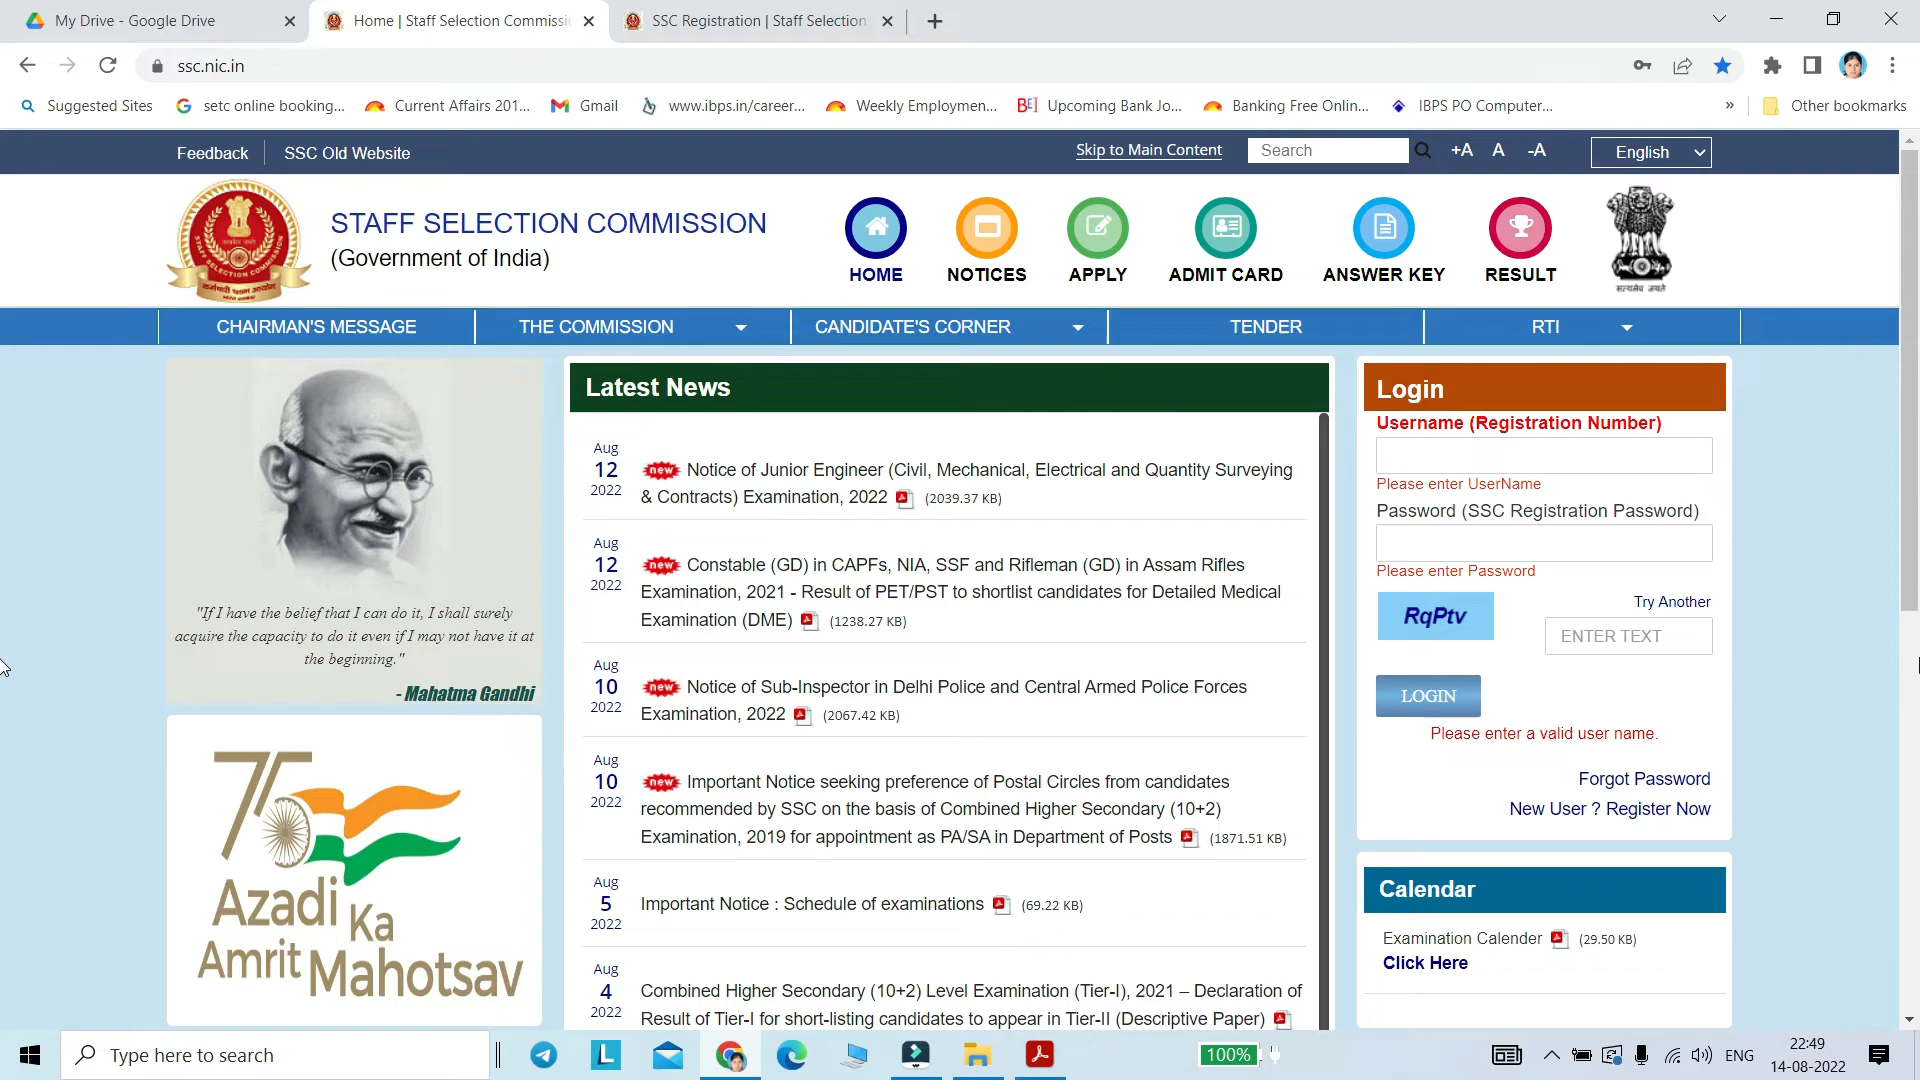 My Drive - Google Drive
Home | Staff Selection Commissi
SSC Registration | Staff Selection
ssc.nic.in
Suggested Sites
setc online booking...
Current Affairs 201...
Gmail
www.ibps.in/career...
Weekly Employmen...
Upcoming Bank Jo...
Banking Free Onlin...
IBPS PO Computer...
»
Other bookmarks
Feedback
SSC Old Website
Skip to Main Content
Search
+A A -A
English
STAFF SELECTION COMMISSION
(Government of India)
HOME
NOTICES
APPLY
ADMIT CARD
ANSWER KEY
RESULT
सत्यमेव जयते
CHAIRMAN'S MESSAGE
THE COMMISSION
CANDIDATE'S CORNER
TENDER
RTI
"If I have the belief that I can do it, I shall surely
acquire the capacity to do it even if I may not have it at
the beginning."
- Mahatma Gandhi
75
Azadi Ka
Amrit Mahotsav
Latest News
Aug
12
2022
new Notice of Junior Engineer (Civil, Mechanical, Electrical and Quantity Surveying
& Contracts) Examination, 2022 (2039.37 KB)
Aug
12
2022
new Constable (GD) in CAPFs, NIA, SSF and Rifleman (GD) in Assam Rifles
Examination, 2021 - Result of PET/PST to shortlist candidates for Detailed Medical
Examination (DME) (1238.27 KB)
Aug
10
2022
new Notice of Sub-Inspector in Delhi Police and Central Armed Police Forces
Examination, 2022 (2067.42 KB)
Aug
10
2022
new Important Notice seeking preference of Postal Circles from candidates
recommended by SSC on the basis of Combined Higher Secondary (10+2)
Examination, 2019 for appointment as PA/SA in Department of Posts (1871.51 KB)
Aug
5
2022
Important Notice : Schedule of examinations (69.22 KB)
Aug
4
2022
Combined Higher Secondary (10+2) Level Examination (Tier-I), 2021 – Declaration of
Result of Tier-I for short-listing candidates to appear in Tier-II (Descriptive Paper)
Login
Username (Registration Number)
Please enter UserName
Password (SSC Registration Password)
Please enter Password
RqPtv
Try Another
ENTER TEXT
LOGIN
Please enter a valid user name.
Forgot Password
New User ? Register Now
Calendar
Examination Calender (29.50 KB)
Click Here
Type here to search
100%
ENG
22:49
14-08-2022